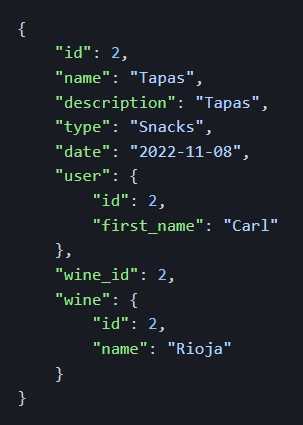 {
    "id": 2,
    "name": "Tapas",
    "description": "Tapas",
    "type": "Snacks",
    "date": "2022-11-08",
    "user": {
        "id": 2,
        "first_name": "Carl"
    },
    "wine_id": 2,
    "wine": {
        "id": 2,
        "name": "Rioja"
    }
}